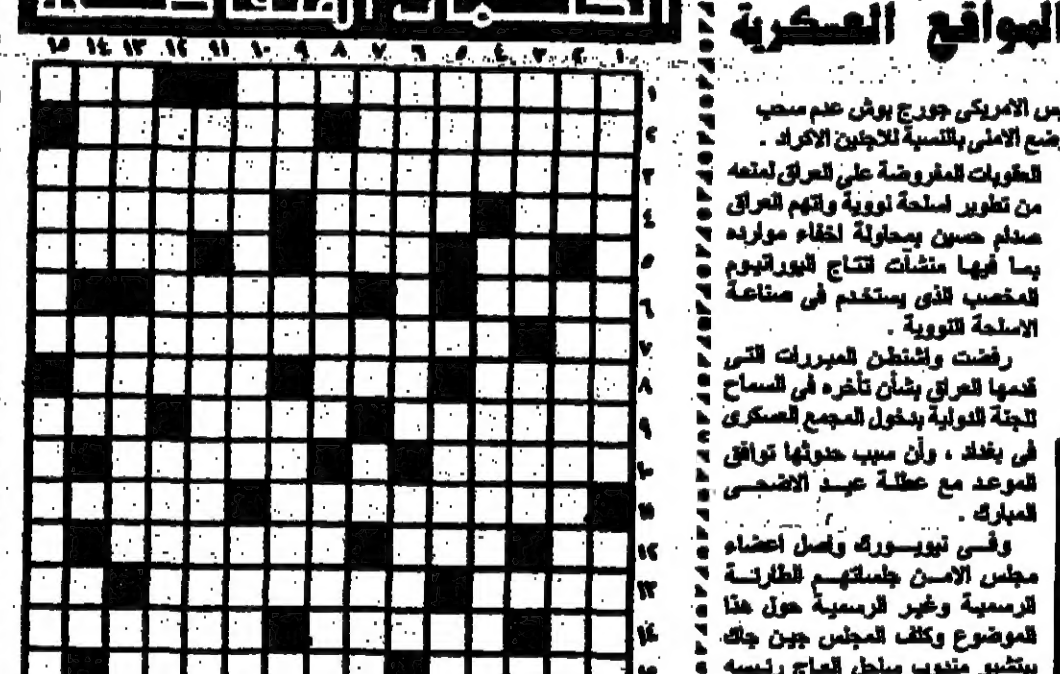 المواقع العسكرية
الأمريكى جورج بوش عدم سحب
الامنى بالنسبة للاجئين الاكراد .
العقوبات المفروضة على العراق لمنعه
من تطوير اسلحة نووية واتهم العراق
صدام حسين بمحاولة اخفاء موارده
بما فيها منشآت انتاج اليورانيوم
المخصب الذى يستخدم فى صناعة
الاسلحة النووية .
رفضت واشنطن المبررات التى
قدمها العراق بشأن تأخره فى السماح
للجنة الدولية بدخول المجمع العسكرى
فى بغداد ، وأن سبب حدوثها توافق
الموعد مع عطلة عيد الاضحى
المبارك .
وفى نيويورك واصل اعضاء
مجلس الامن جلساتهم الطارئة
الرسمية وغير الرسمية حول هذا
الموضوع وكلف المجلس جين جاك
مندوب ساحل العاج رئيسه
١٥ ١٤ ١٣ ١٢ ١١ ١٠ ٩ ٨ ٧ ٦ ٥ ٤ ٣ ٢ ١
١
٢
٣
٤
٥
٦
٧
٨
٩
١٠
١١
١٢
١٣
١٤